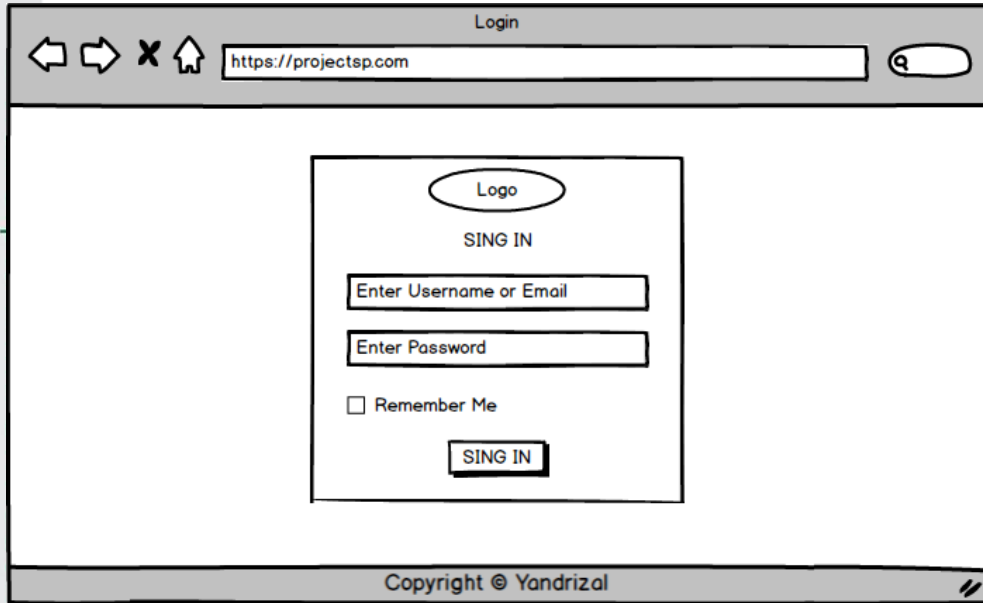 Login
https://projectsp.com
Logo
SING IN
Enter Username or Email
Enter Password
Remember Me
SING IN
Copyright © Yandrizal